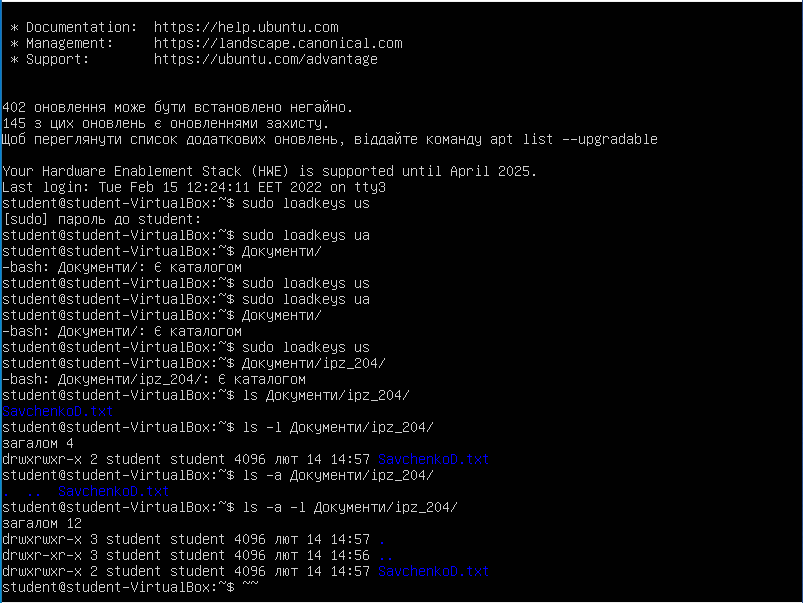 * Documentation:  https://help.ubuntu.com
* Management:     https://landscape.canonical.com
* Support:        https://ubuntu.com/advantage
402 оновлення може бути встановлено негайно.
145 з цих оновлень є оновленнями захисту.
Щоб переглянути список додаткових оновлень, віддайте команду apt list --upgradable
Your Hardware Enablement Stack (HWE) is supported until April 2025.
Last login: Tue Feb 15 12:24:11 EET 2022 on tty3
student@student-VirtualBox:~$ sudo loadkeys us
[sudo] пароль до student:
student@student-VirtualBox:~$ sudo loadkeys ua
student@student-VirtualBox:~$ Документи/
-bash: Документи/: Є каталогом
student@student-VirtualBox:~$ sudo loadkeys us
student@student-VirtualBox:~$ sudo loadkeys ua
student@student-VirtualBox:~$ Документи/
-bash: Документи/: Є каталогом
student@student-VirtualBox:~$ sudo loadkeys us
student@student-VirtualBox:~$ Документи/ipz_204/
-bash: Документи/ipz_204/: Є каталогом
student@student-VirtualBox:~$ ls Документи/ipz_204/
SavchenkoD.txt
student@student-VirtualBox:~$ ls -l Документи/ipz_204/
загалом 4
drwxrwxr-x 2 student student 4096 лют 14 14:57 SavchenkoD.txt
student@student-VirtualBox:~$ ls -a Документи/ipz_204/
.  ..  SavchenkoD.txt
student@student-VirtualBox:~$ ls -a -l Документи/ipz_204/
загалом 12
drwxrwxr-x 3 student student 4096 лют 14 14:57 .
drwxr-xr-x 3 student student 4096 лют 14 14:56 ..
drwxrwxr-x 2 student student 4096 лют 14 14:57 SavchenkoD.txt
student@student-VirtualBox:~$ ~~